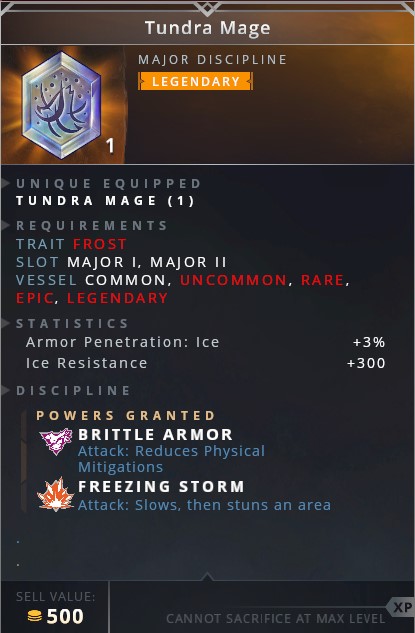 Tundra Mage
MAJOR DISCIPLINE
LEGENDARY
1
UNIQUE EQUIPPED
TUNDRA MAGE (1)
REQUIREMENTS
TRAIT FROST
SLOT MAJOR I, MAJOR II
VESSEL COMMON, UNCOMMON, RARE,
EPIC, LEGENDARY
STATISTICS
Armor Penetration: Ice +3%
Ice Resistance +300
DISCIPLINE
POWERS GRANTED
BRITTLE ARMOR
Attack: Reduces Physical
Mitigations
FREEZING STORM
Attack: Slows, then stuns an area
.
.
SELL VALUE:
500
XP
CANNOT SACRIFICE AT MAX LEVEL